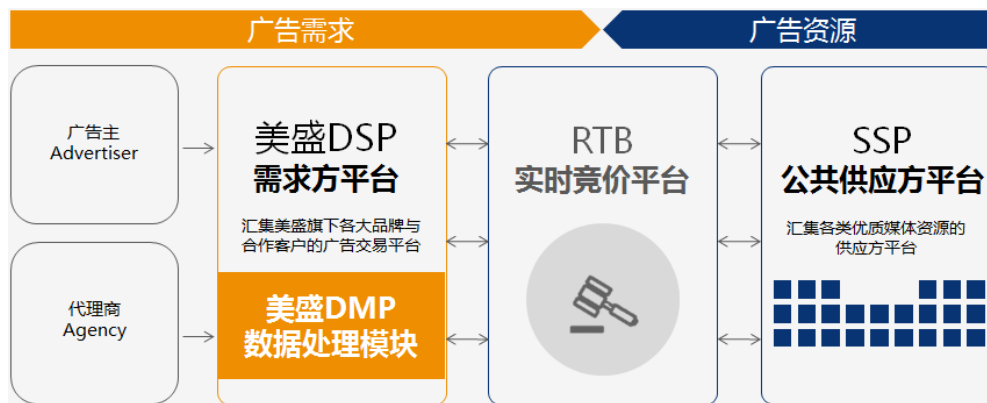 广告需求
广告资源
广告主
Advertiser
代理商
Agency
美盛DSP
需求方平台
汇集美盛旗下各大品牌与
合作客户的广告交易平台
美盛DMP
数据处理模块
RTB
实时竞价平台
SSP
公共供应方平台
汇集各类优质媒体资源的
供应方平台